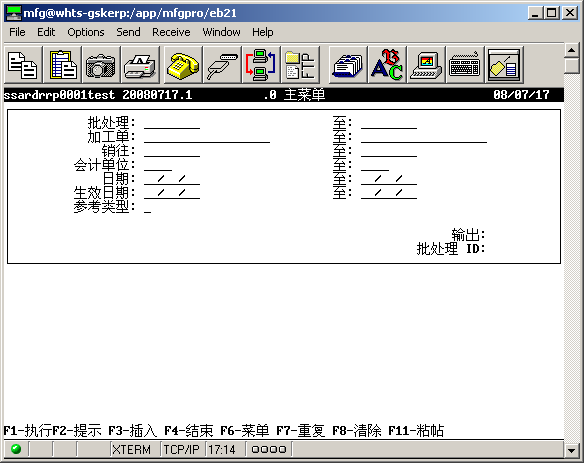 mfg@whts-gskerp:/app/mfgpro/eb21
File Edit Options Send Receive Window Help
ssardrrp0001test 20080717.1 .0 主菜单 08/07/17
批处理: 至:
加工单: 至:
销往: 至:
会计单位: 至:
日期: / / 至: / /
生效日期: / / 至: / /
参考类型:
输出:
批处理 ID:
F1-执行F2-提示 F3-插入 F4-结束 F6-菜单 F7-重复 F8-清除 F11-粘帖
XTERM TCP/IP 17:14